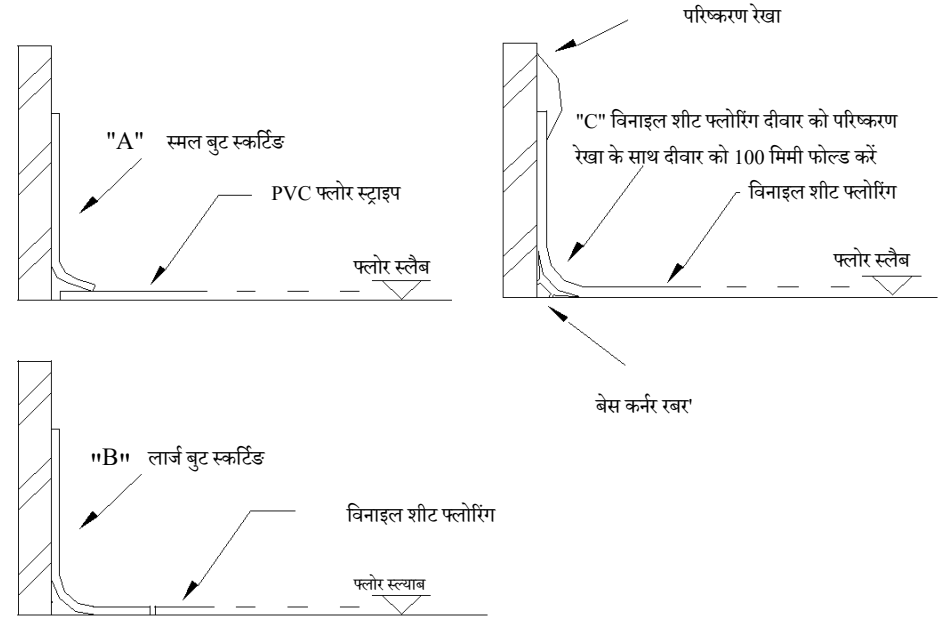 "A" स्मल बुट स्कर्टिङ
PVC फ्लोर स्ट्राइप
फ्लोर स्लैब
परिष्करण रेखा
"C" विनाइल शीट फ्लोरिंग दीवार को परिष्करण
रेखा के साथ दीवार को 100 मिमी फोल्ड करें
विनाइल शीट फ्लोरिंग
फ्लोर स्लैब
बेस कर्नर रबर'
"B" लार्ज बुट स्कर्टिङ
विनाइल शीट फ्लोरिंग
फ्लोर स्ल्याब